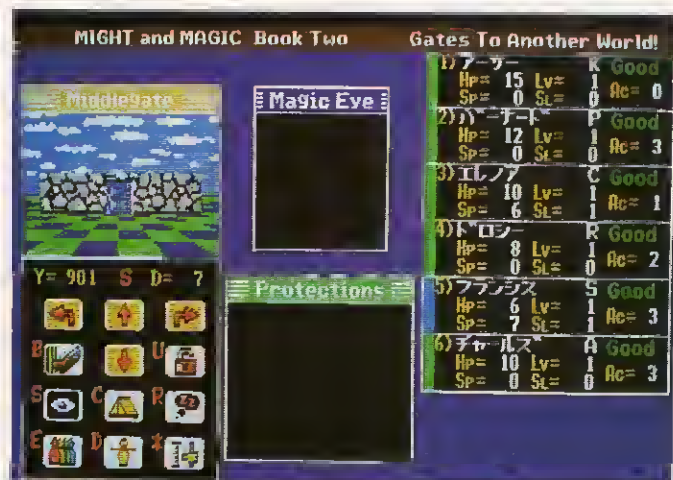 MIGHT and MAGIC Book Two Gates To Another World!
Middlegate
Magic Eye
1) アーサー K Good
Hp= 15 Lv= 1
Sp= 0 SL= 0 Ac= 0
2) バーナード P Good
Hp= 12 Lv= 1
Sp= 0 SL= 0 Ac= 3
3) エレノア C Good
Hp= 10 Lv= 1
Sp= 6 SL= 1 Ac= 1
4) ドロシー R Good
Hp= 8 Lv= 1
Sp= 0 SL= 0 Ac= 2
5) フランシス S Good
Hp= 6 Lv= 1
Sp= 7 SL= 1 Ac= 3
6) チャールズ A Good
Hp= 10 Lv= 1
Sp= 0 SL= 0 Ac= 3
Y= 901 S D= 7
Protections
B U
S C R
E D *